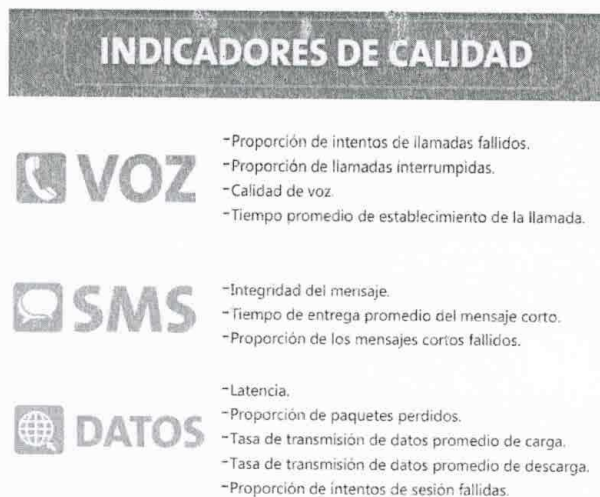 INDICADORES DE CALIDAD
VOZ
-Proporción de intentos de llamadas fallidos.
-Proporción de llamadas interrumpidas.
-Calidad de voz.
-Tiempo promedio de establecimiento de la llamada.
SMS
-Integridad del mensaje.
-Tiempo de entrega promedio del mensaje corto.
-Proporción de los mensajes cortos fallidos.
DATOS
-Latencia.
-Proporción de paquetes perdidos.
-Tasa de transmisión de datos promedio de carga.
-Tasa de transmisión de datos promedio de descarga.
-Proporción de intentos de sesión fallidas.